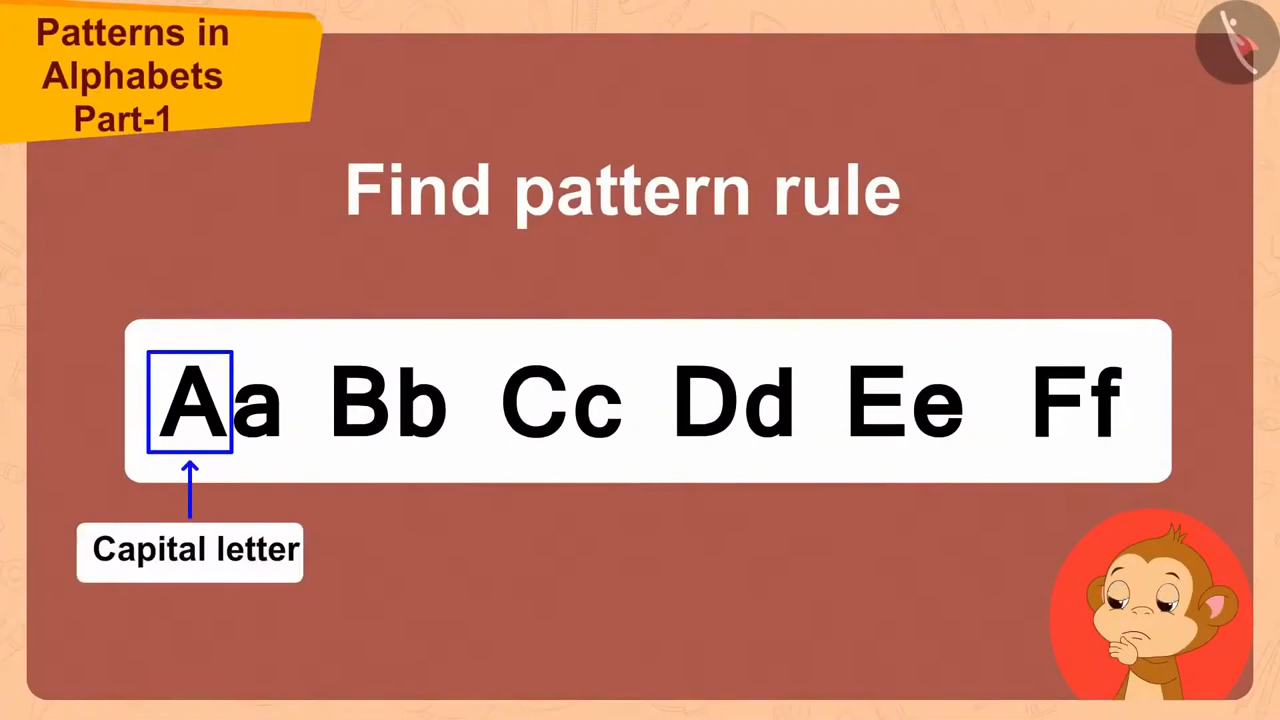 Patterns in
Alphabets
Part-1
Find pattern rule
Aa Bb Cc Dd Ee Ff
Capital letter